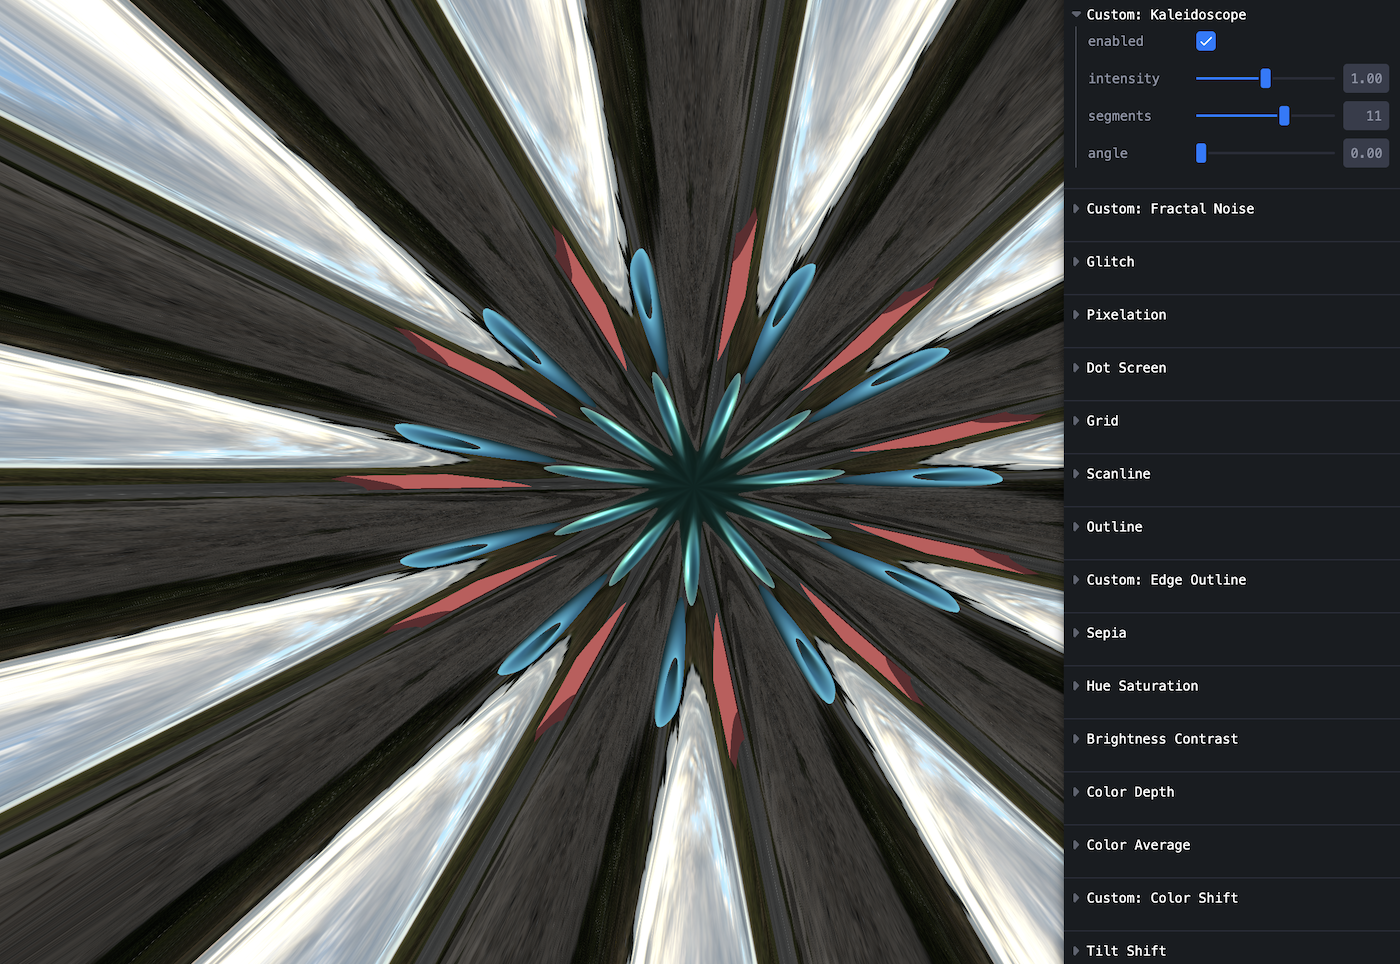 Custom: Kaleidoscope
enabled
intensity 1.00
segments 11
angle 0.00
Custom: Fractal Noise
Glitch
Pixelation
Dot Screen
Grid
Scanline
Outline
Custom: Edge Outline
Sepia
Hue Saturation
Brightness Contrast
Color Depth
Color Average
Custom: Color Shift
Tilt Shift